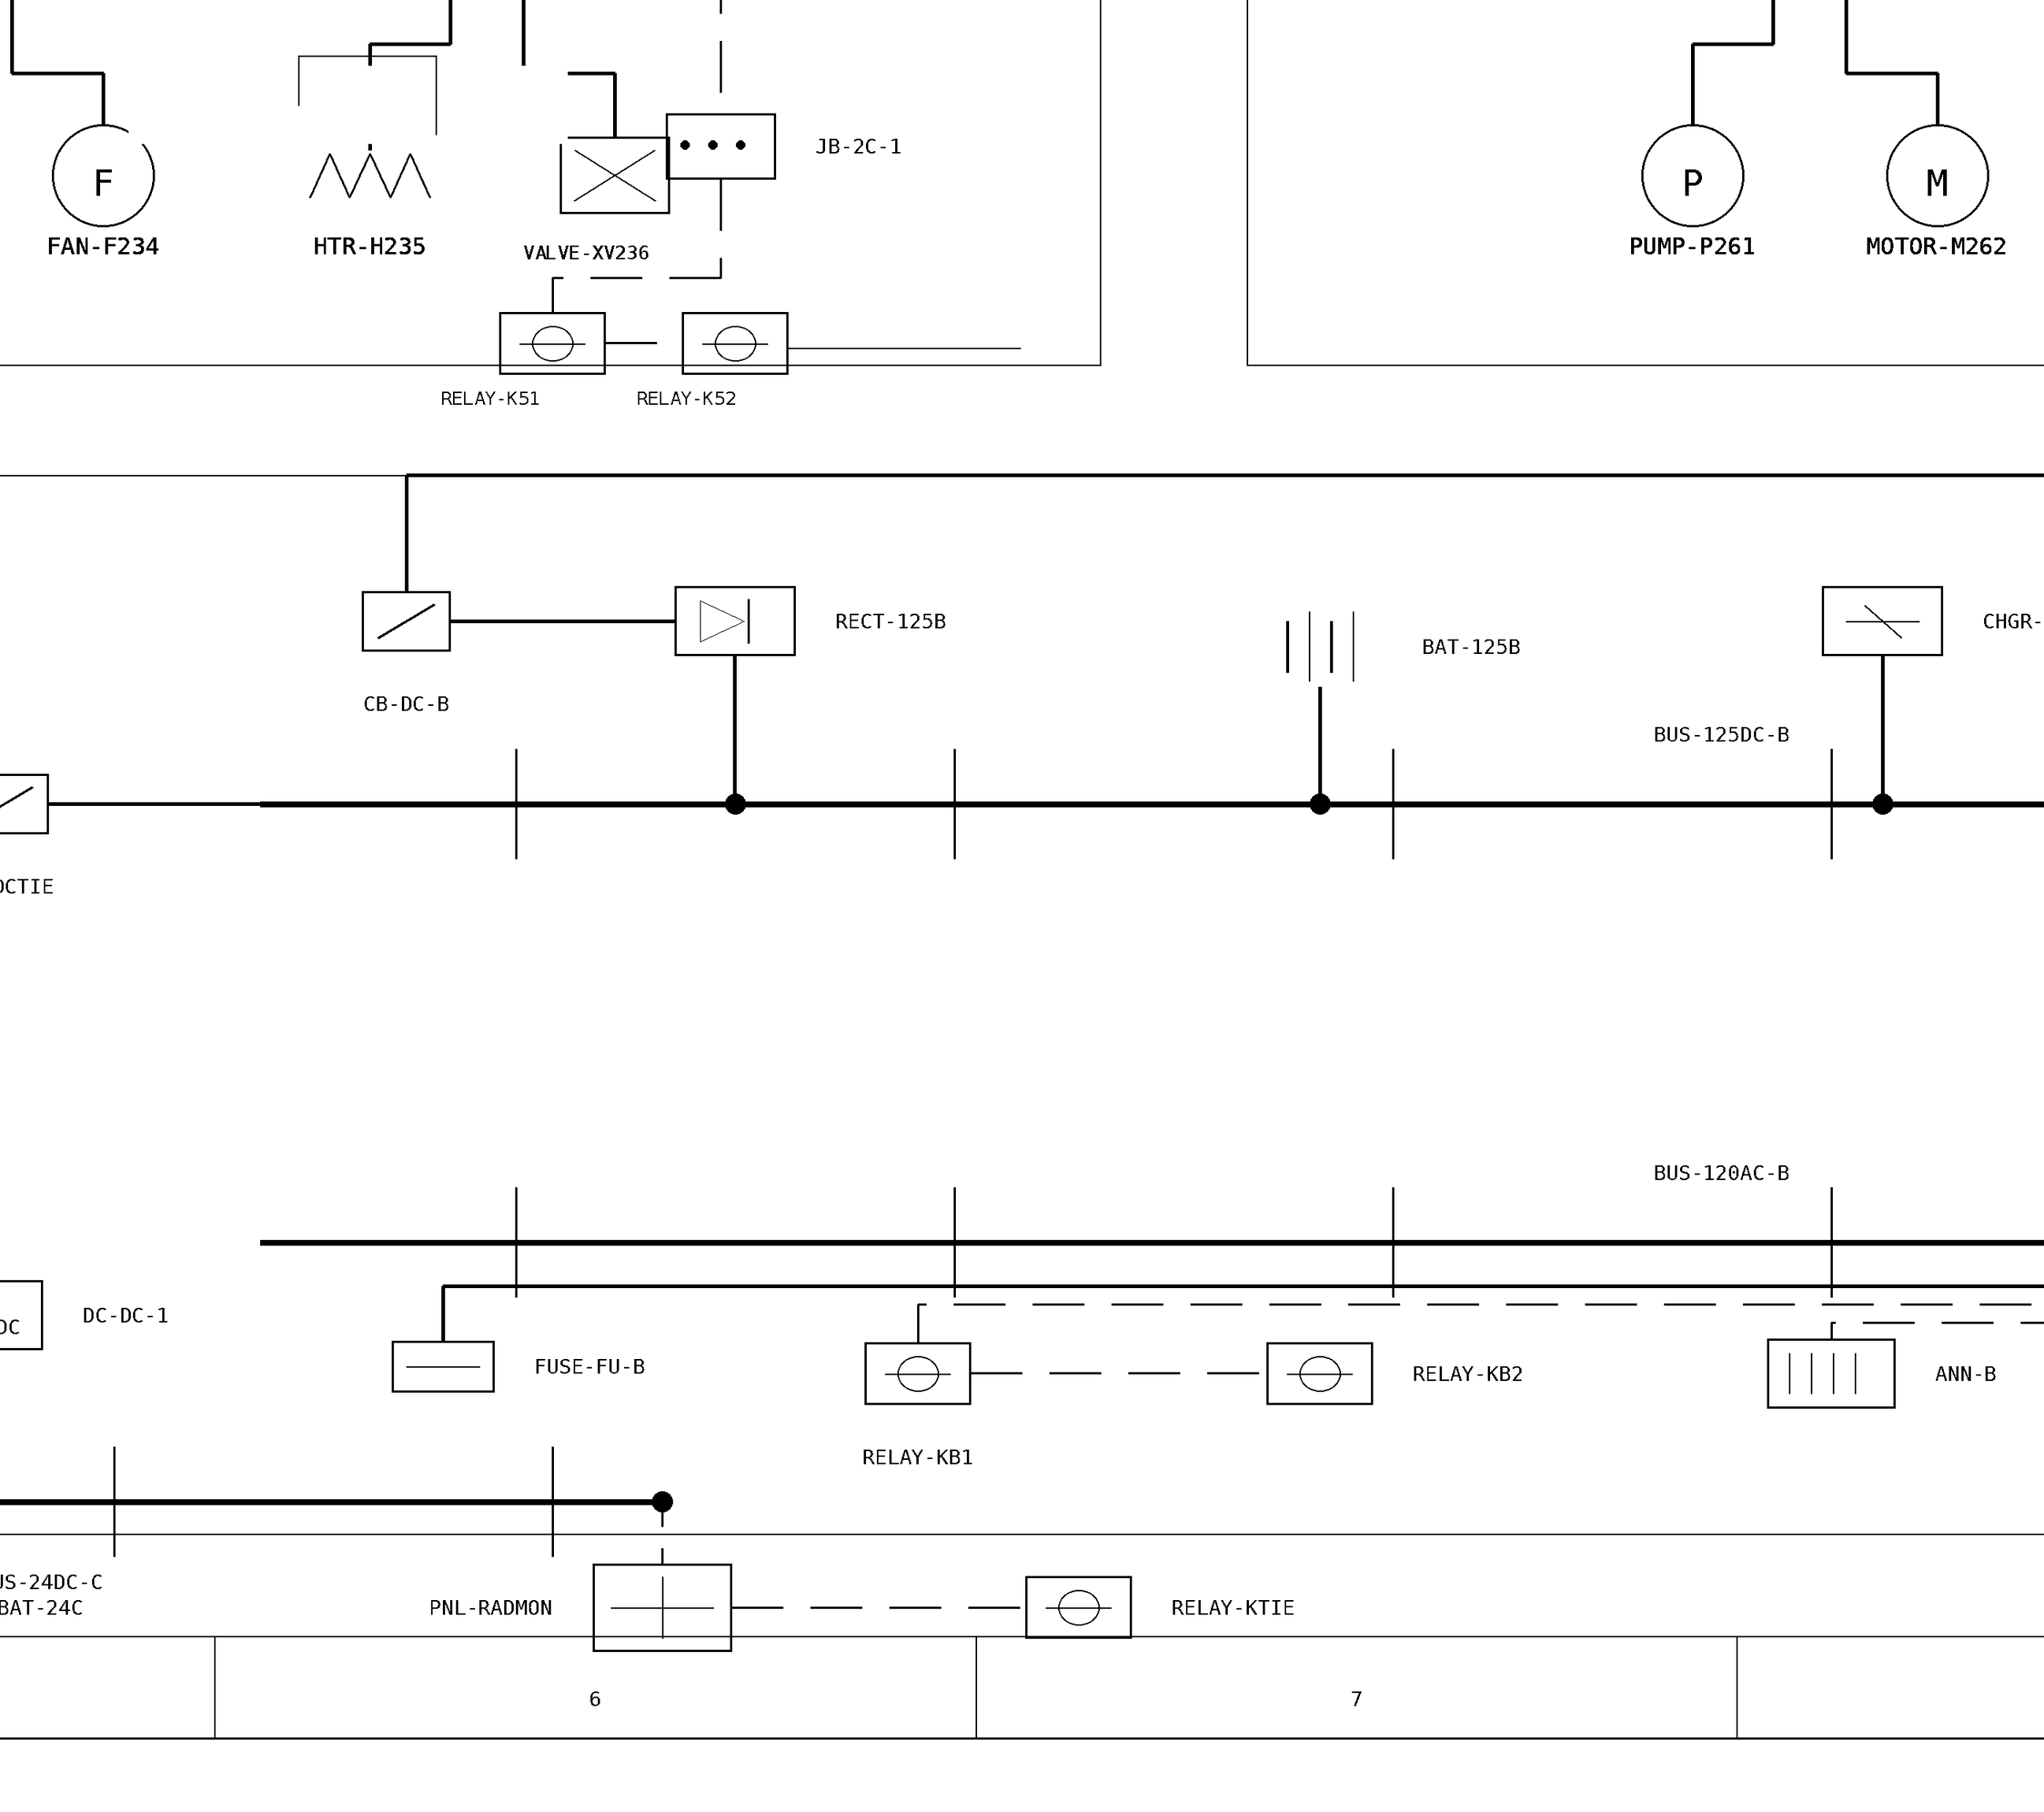 JB-2C-1
F
P
M
FAN-F234
HTR-H235
VALVE-XV236
PUMP-P261
MOTOR-M262
RELAY-K51
RELAY-K52
RECT-125B
CHGR-
BAT-125B
CB-DC-B
BUS-125DC-B
DCTIE
BUS-120AC-B
DC-DC-1
DC
FUSE-FU-B
RELAY-KB2
ANN-B
RELAY-KB1
US-24DC-C
BAT-24C
PNL-RADMON
RELAY-KTIE
6
7